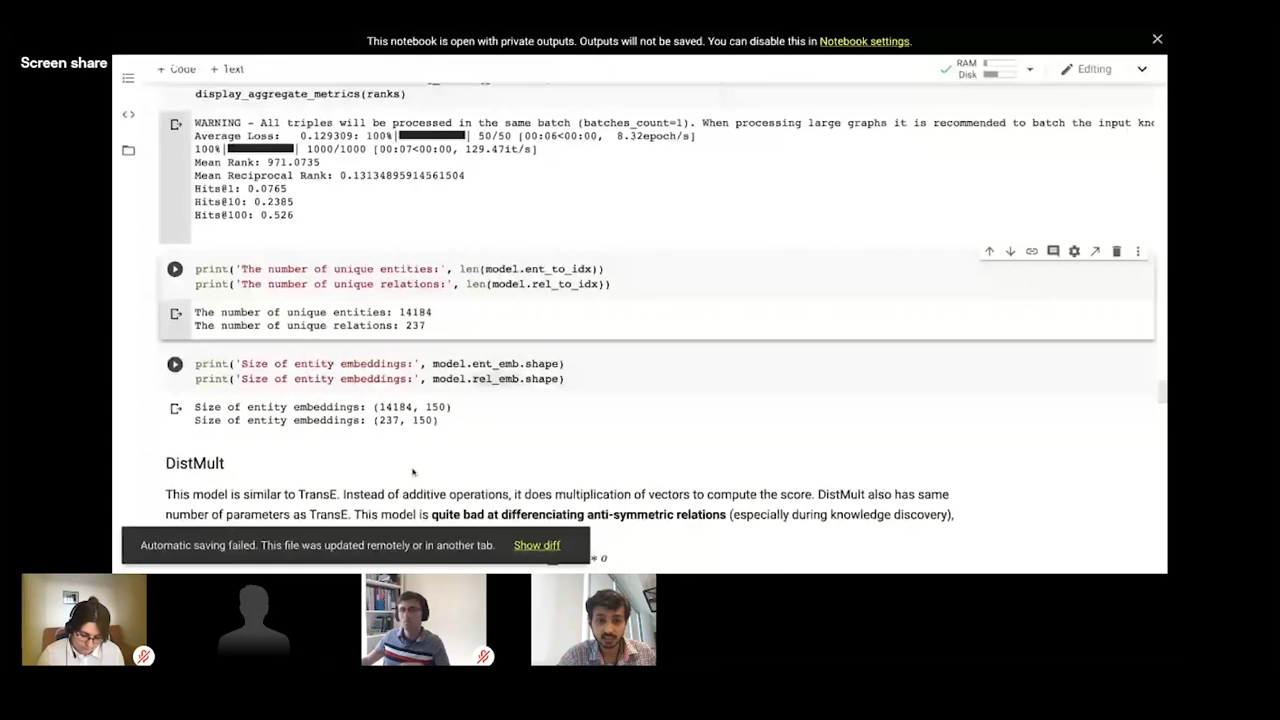 This notebook is open with private outputs. Outputs will not be saved. You can disable this in Notebook settings.
Screen share
+ Code + Text
RAM
Disk
Editing
display_aggregate_metrics(ranks)
WARNING - All triples will be processed in the same batch (batches_count=1). When processing large graphs it is recommended to batch the input
Average Loss: 0.129309: 100%| | 50/50 [00:06<00:00, 8.32epoch/s]
100%| | 1000/1000 [00:07<00:00, 129.47it/s]
Mean Rank: 971.0735
Mean Reciprocal Rank: 0.13134895914561504
Hits@1: 0.0765
Hits@10: 0.2385
Hits@100: 0.526
print('The number of unique entities:', len(model.ent_to_idx))
print('The number of unique relations:', len(model.rel_to_idx))
The number of unique entities: 14184
The number of unique relations: 237
print('Size of entity embeddings:', model.ent_emb.shape)
print('Size of entity embeddings:', model.rel_emb.shape)
Size of entity embeddings: (14184, 150)
Size of entity embeddings: (237, 150)
DistMult
This model is similar to TransE. Instead of additive operations, it does multiplication of vectors to compute the score. DistMult also has same
number of parameters as TransE. This model is quite bad at differenciating anti-symmetric relations (especially during knowledge discovery),
Automatic saving failed. This file was updated remotely or in another tab. Show diff
* o